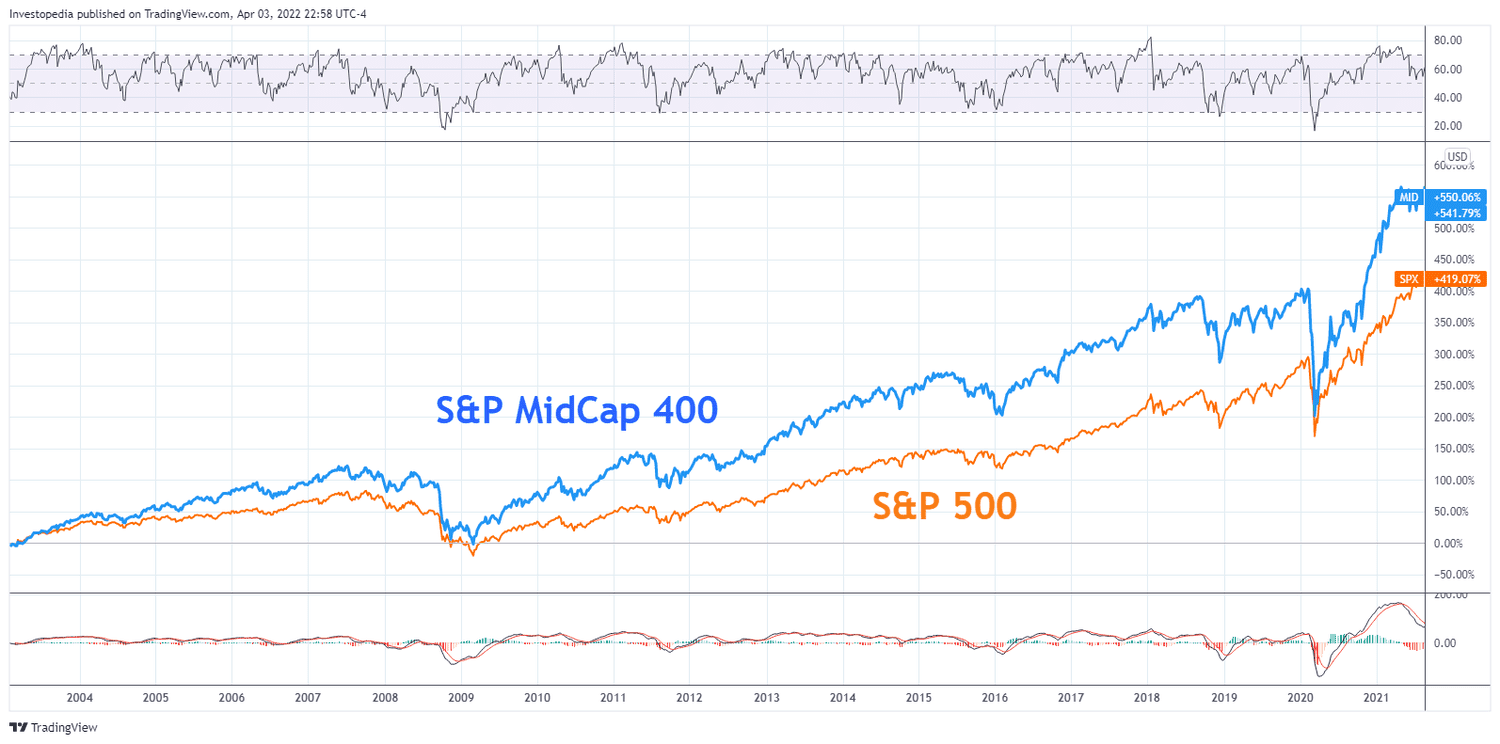 Investopedia published on TradingView.com, Apr 03, 2022 22:58 UTC-4
80.00
60.00
40.00
20.00
USD
600.00%
MID +550.06%
+541.79%
500.00%
450.00%
SPX +419.07%
400.00%
350.00%
300.00%
250.00%
S&P MidCap 400
200.00%
150.00%
100.00%
S&P 500
50.00%
0.00%
−50.00%
200.00
0.00
2004 2005 2006 2007 2008 2009 2010 2011 2012 2013 2014 2015 2016 2017 2018 2019 2020 2021
TradingView